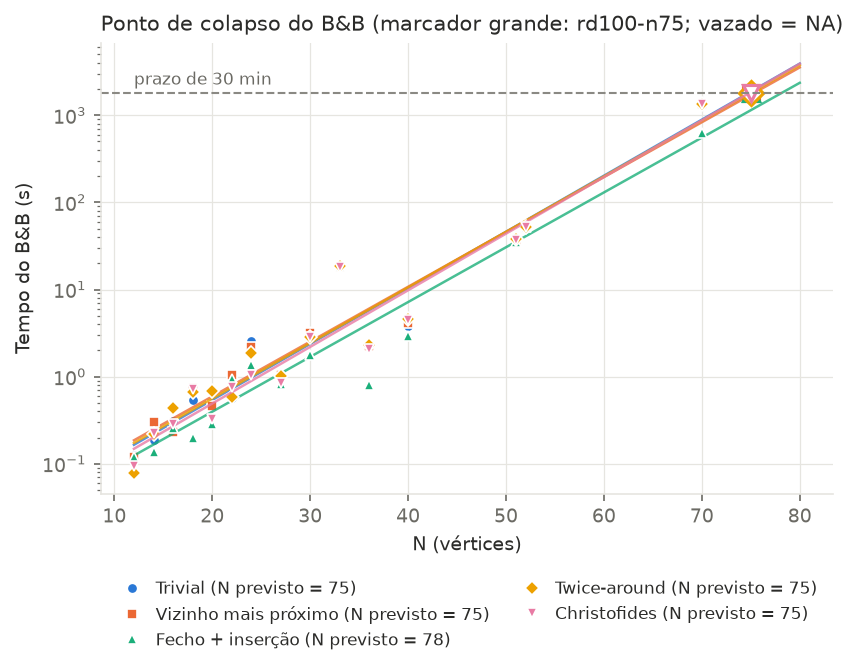 Ponto de colapso do B&B (marcador grande: rd100-n75; vazado = NA)
prazo de 30 min
Tempo do B&B (s)
10³
10²
10¹
10⁰
10⁻¹
10 20 30 40 50 60 70 80
N (vértices)
Trivial (N previsto = 75)
Vizinho mais próximo (N previsto = 75)
Fecho + inserção (N previsto = 78)
Twice-around (N previsto = 75)
Christofides (N previsto = 75)